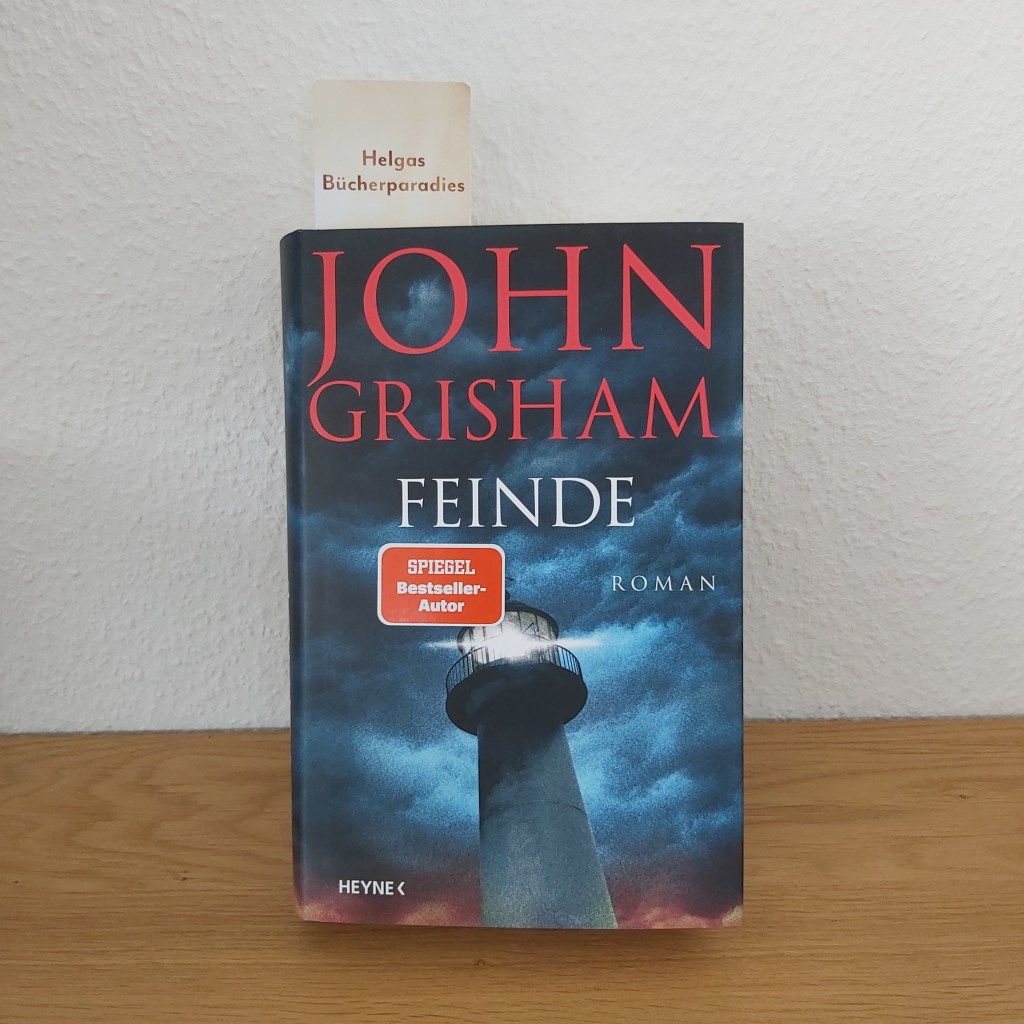 Helgas
Bücherparadies
JOHN
GRISHAM
FEINDE
SPIEGEL
Bestseller-
Autor
ROMAN
HEYNE